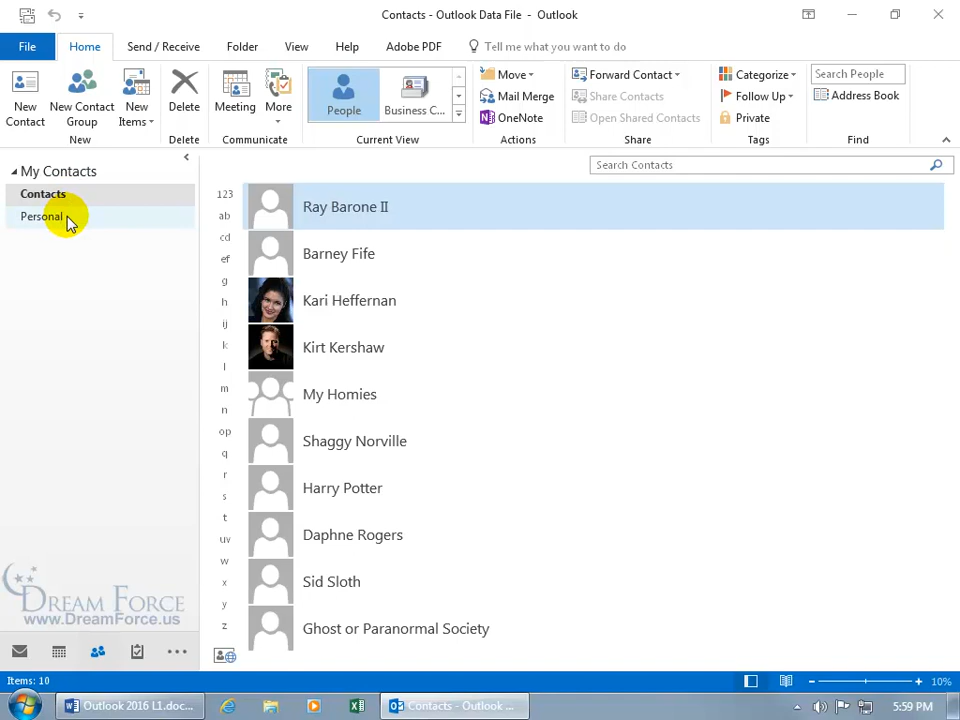 Contacts - Outlook Data File - Outlook
File Home Send / Receive Folder View Help Adobe PDF Tell me what you want to do
New Contact
New Contact Group
New Items
New
Delete
Delete
Meeting
More
Communicate
People
Business C...
Current View
Move
Mail Merge
OneNote
Actions
Forward Contact
Share Contacts
Open Shared Contacts
Share
Categorize
Follow Up
Private
Tags
Search People
Address Book
Find
My Contacts
Contacts
Personal
Search Contacts
123
ab
cd
ef
g
h
ij
k
l
m
n
op
q
r
s
t
uv
w
x
y
z
Ray Barone II
Barney Fife
Kari Heffernan
Kirt Kershaw
My Homies
Shaggy Norville
Harry Potter
Daphne Rogers
Sid Sloth
Ghost or Paranormal Society
DREAM FORCE
www.DreamForce.us
Items: 10
10%
Outlook 2016 L1.doc...
Contacts - Outlook ...
5:59 PM